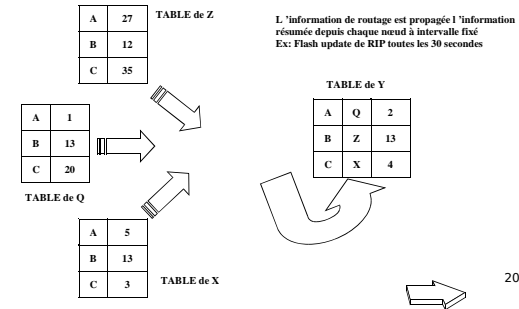 A 27
B 12
C 35
TABLE de Z
L ’information de routage est propagée l ’information
résumée depuis chaque nœud à intervalle fixé
Ex: Flash update de RIP toutes les 30 secondes
A 1
B 13
C 20
TABLE de Q
A 5
B 13
C 3
TABLE de X
TABLE de Y
A Q 2
B Z 13
C X 4
20